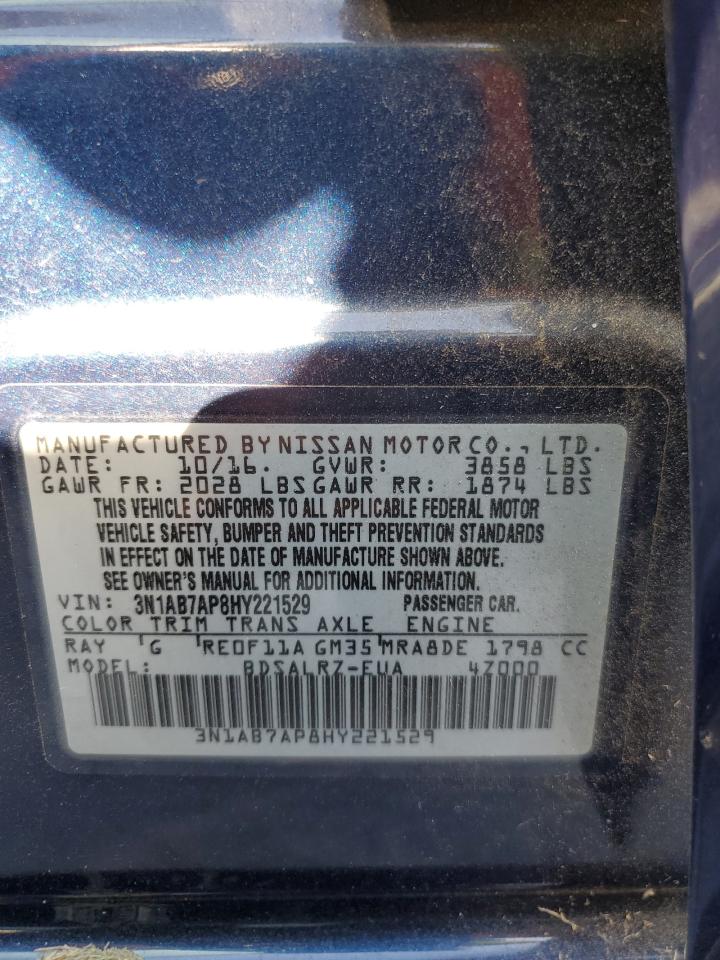 MANUFACTURED BY NISSAN MOTOR CO., LTD.
DATE: 10/16. GVWR: 3858 LBS
GAWR FR: 2028 LBS GAWR RR: 1874 LBS
THIS VEHICLE CONFORMS TO ALL APPLICABLE FEDERAL MOTOR
VEHICLE SAFETY, BUMPER AND THEFT PREVENTION STANDARDS
IN EFFECT ON THE DATE OF MANUFACTURE SHOWN ABOVE.
SEE OWNER'S MANUAL FOR ADDITIONAL INFORMATION.
VIN: 3N1AB7AP8HY221529 PASSENGER CAR.
COLOR TRIM TRANS AXLE ENGINE
RAY 'G RE0F11A GM35 MRA8DE 1798 CC
MODEL: BDSALRZ-EUA 4Z000
3N1AB7AP8HY221529